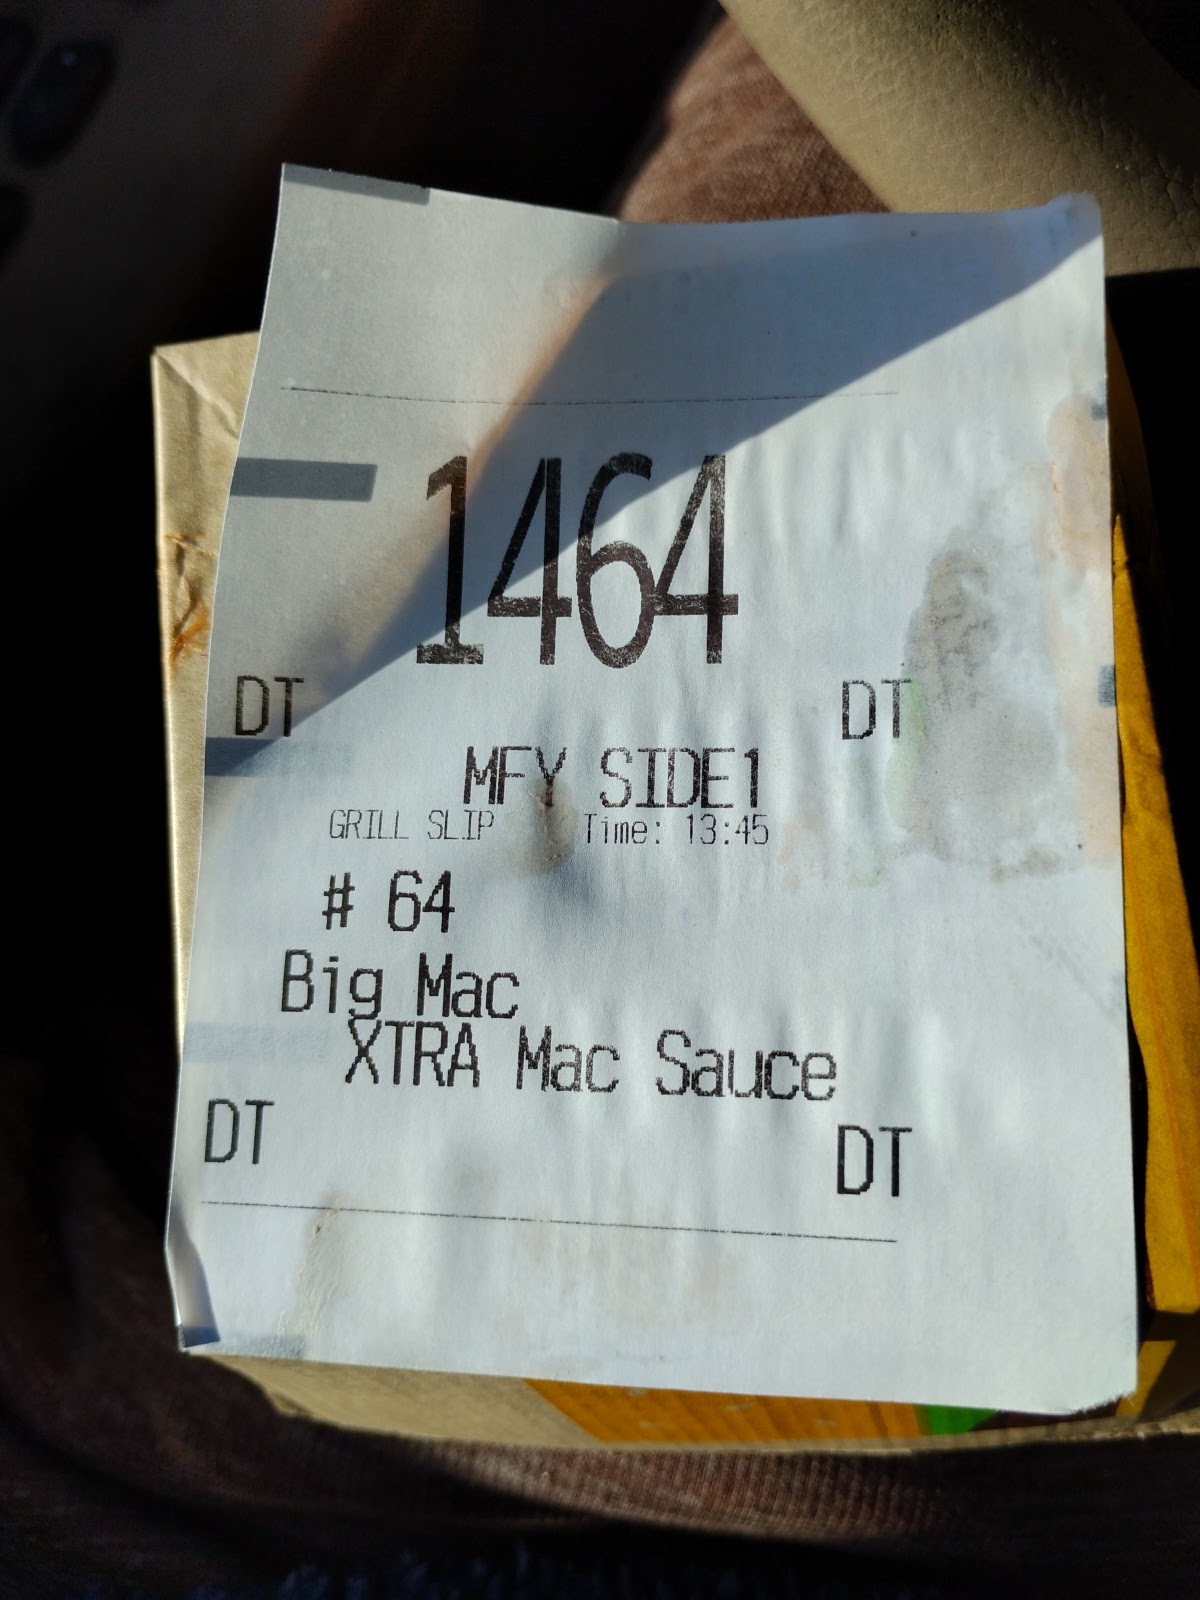 1464
DT DT
MFY SIDE1
GRILL SLIP Time: 13:45
# 64
Big Mac
XTRA Mac Sauce
DT DT